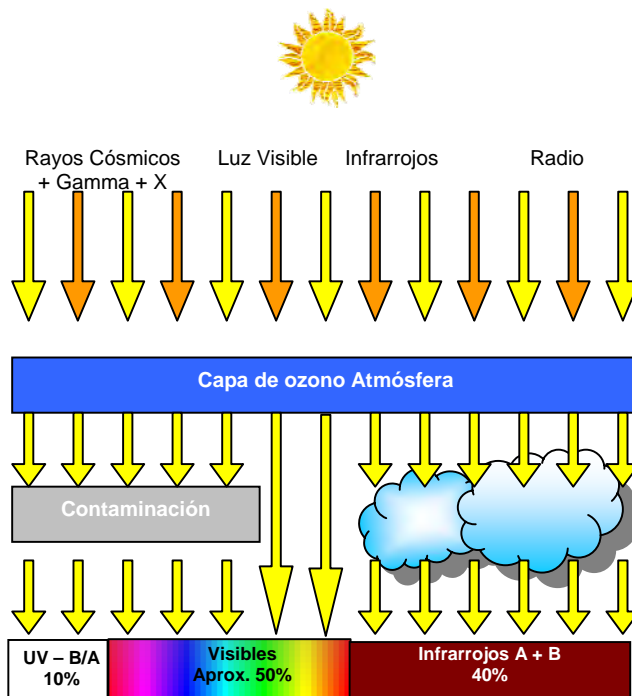 Rayos Cósmicos
+ Gamma + X
Luz Visible
Infrarrojos
Radio
Capa de ozono Atmósfera
Contaminación
UV – B/A
10%
Visibles
Aprox. 50%
Infrarrojos A + B
40%